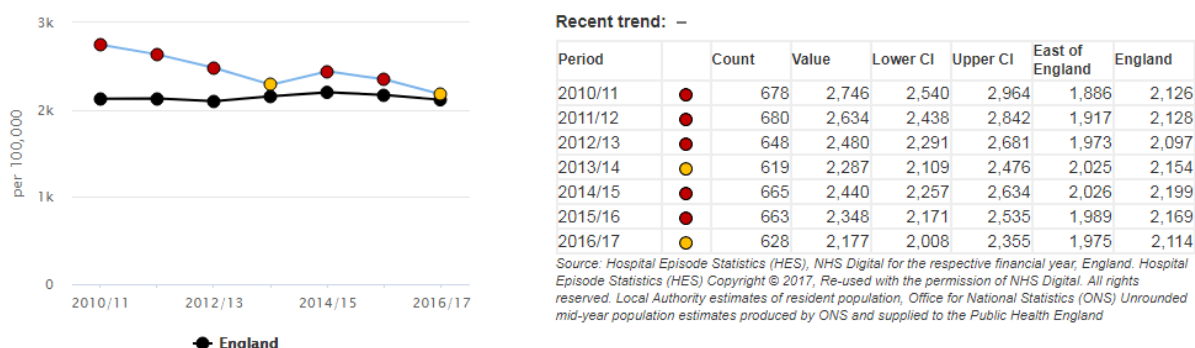 3k
2k
1k
0
per 100,000
2010/11 2012/13 2014/15 2016/17
England
Recent trend: –
Period Count Value Lower CI Upper CI East of England England
2010/11 678 2,746 2,540 2,964 1,886 2,126
2011/12 680 2,634 2,438 2,842 1,917 2,128
2012/13 648 2,480 2,291 2,681 1,973 2,097
2013/14 619 2,287 2,109 2,476 2,025 2,154
2014/15 665 2,440 2,257 2,634 2,026 2,199
2015/16 663 2,348 2,171 2,535 1,989 2,169
2016/17 628 2,177 2,008 2,355 1,975 2,114
Source: Hospital Episode Statistics (HES), NHS Digital for the respective financial year, England. Hospital
Episode Statistics (HES) Copyright © 2017, Re-used with the permission of NHS Digital. All rights
reserved. Local Authority estimates of resident population, Office for National Statistics (ONS) Unrounded
mid-year population estimates produced by ONS and supplied to the Public Health England